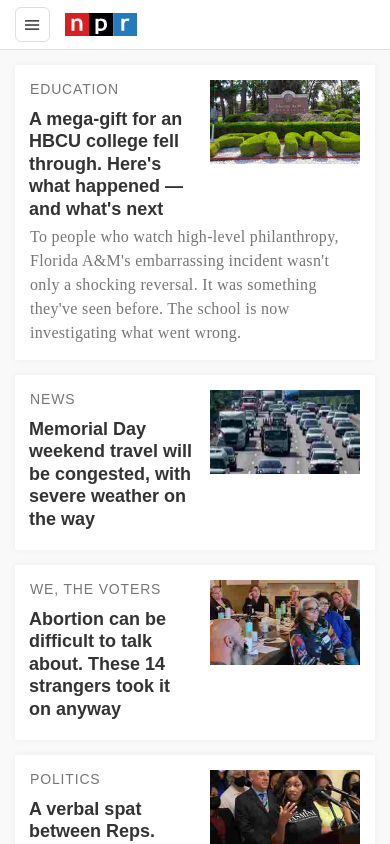 npr
EDUCATION
A mega-gift for an
HBCU college fell
through. Here's
what happened —
and what's next
To people who watch high-level philanthropy,
Florida A&M's embarrassing incident wasn't
only a shocking reversal. It was something
they've seen before. The school is now
investigating what went wrong.
NEWS
Memorial Day
weekend travel will
be congested, with
severe weather on
the way
WE, THE VOTERS
Abortion can be
difficult to talk
about. These 14
strangers took it
on anyway
POLITICS
A verbal spat
between Reps.